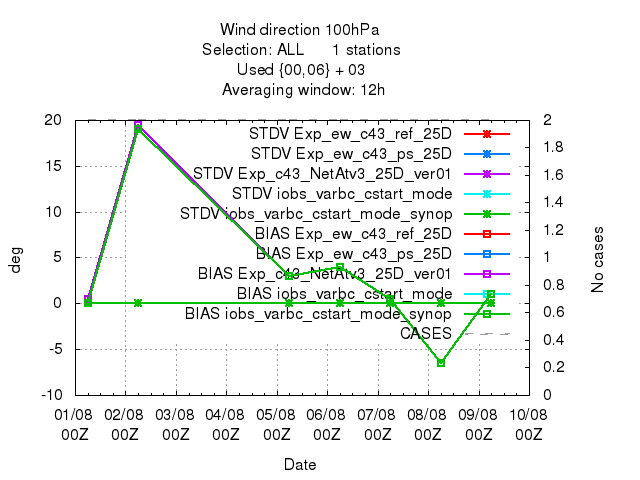 Wind direction 100hPa
Selection: ALL 1 stations
Used {00,06} + 03
Averaging window: 12h
20
15
10
5
0
-5
-10
deg
STDV Exp_ew_c43_ref_25D
STDV Exp_ew_c43_ps_25D
STDV Exp_c43_NetAtv3_25D_ver01
STDV iobs_varbc_cstart_mode
STDV iobs_varbc_cstart_mode_synop
BIAS Exp_ew_c43_ref_25D
BIAS Exp_ew_c43_ps_25D
BIAS Exp_c43_NetAtv3_25D_ver01
BIAS iobs_varbc_cstart_mode
BIAS iobs_varbc_cstart_mode_synop
CASES
2
1.8
1.6
1.4
1.2
1
0.8
0.6
0.4
0.2
0
No cases
01/08 02/08 03/08 04/08 05/08 06/08 07/08 08/08 09/08 10/08
00Z 00Z 00Z 00Z 00Z 00Z 00Z 00Z 00Z 00Z
Date